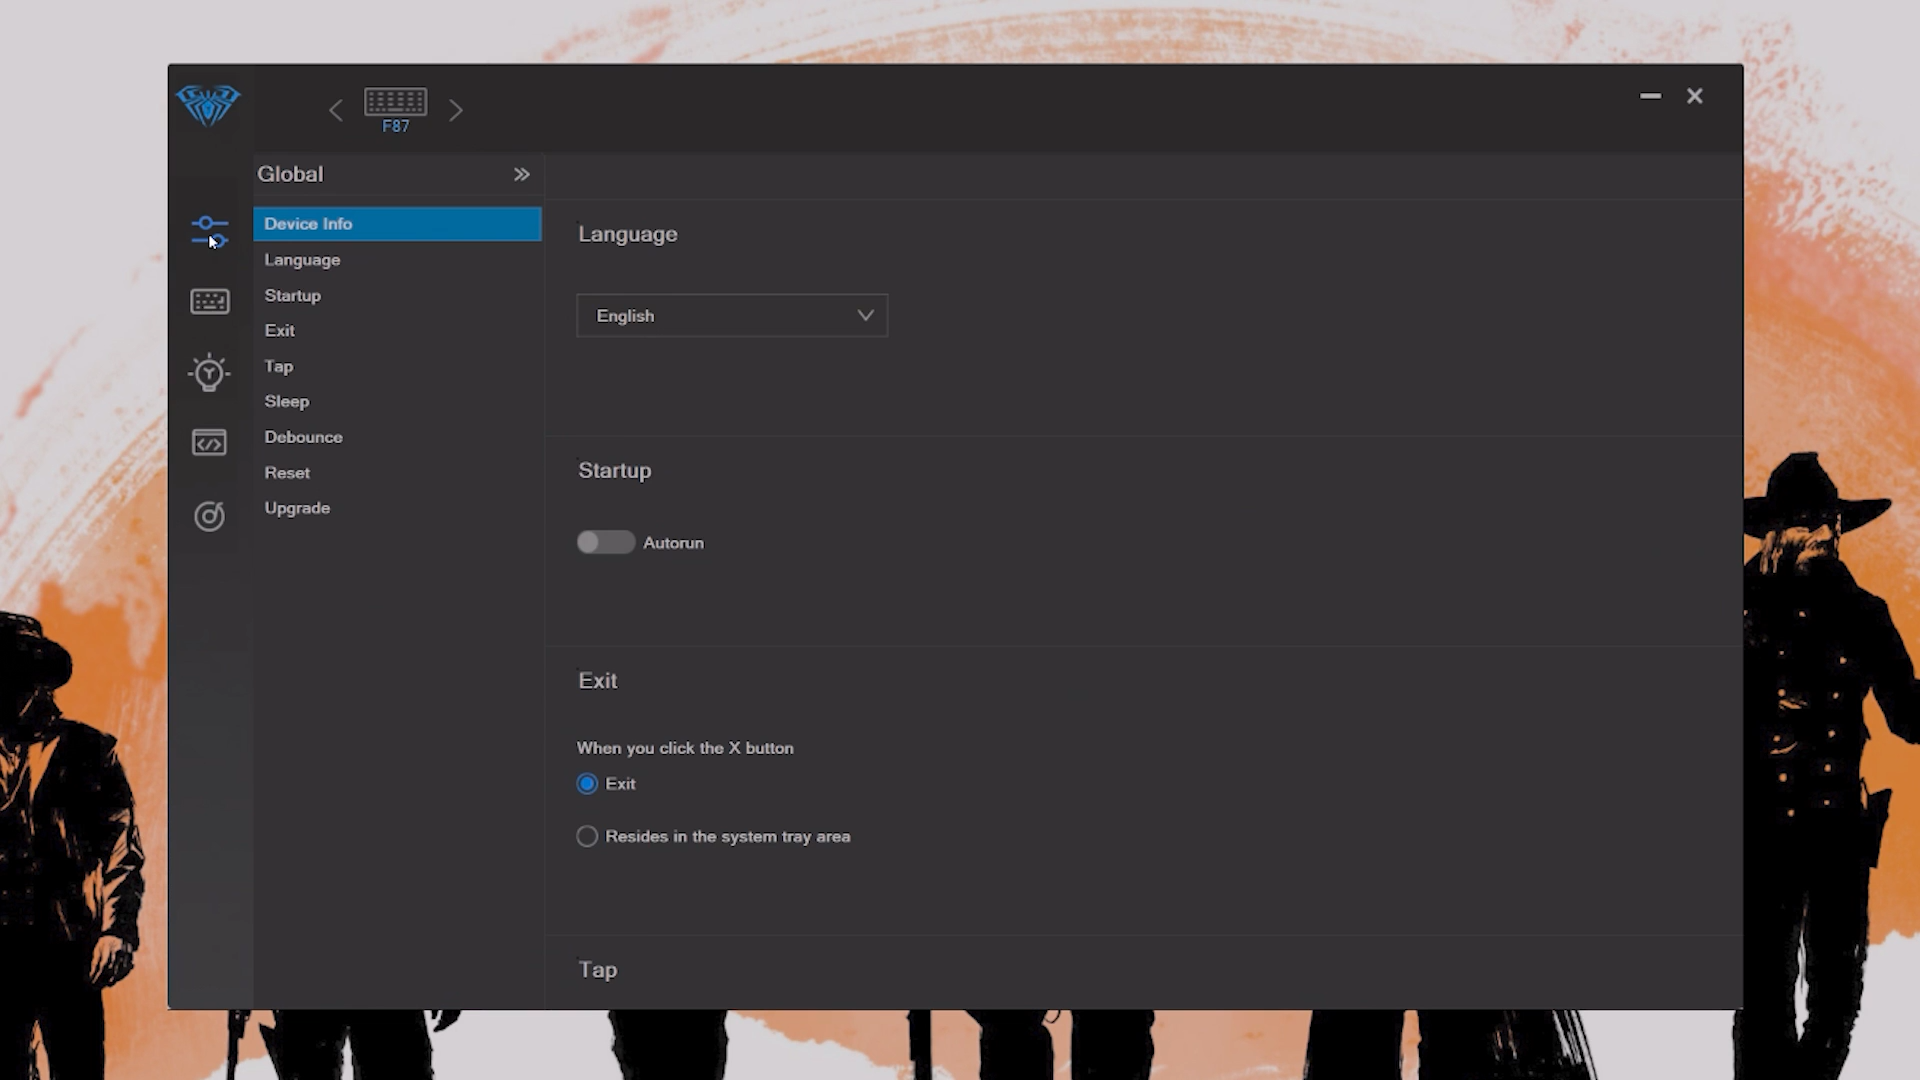 F87
Global
Device Info
Language
Startup
Exit
Tap
Sleep
Debounce
Reset
Upgrade
Language
English
Startup
Autorun
Exit
When you click the X button
Exit
Resides in the system tray area
Tap